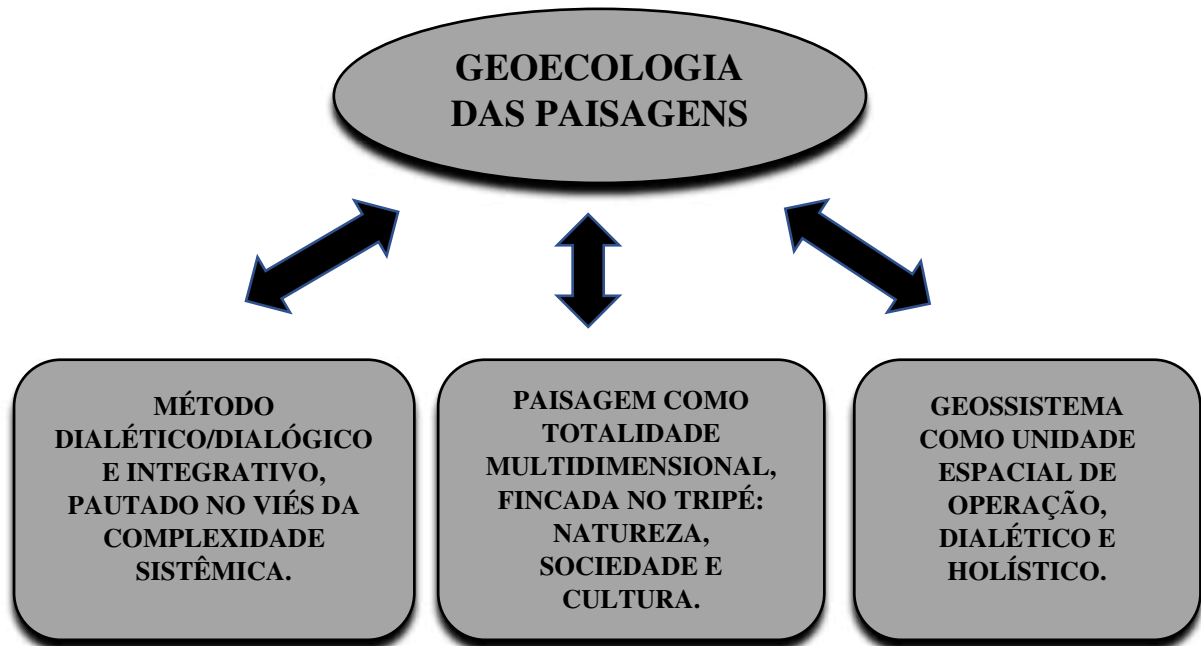 GEOECOLOGIA
DAS PAISAGENS
MÉTODO
DIALÉTICO/DIALÓGICO
E INTEGRATIVO,
PAUTADO NO VIÉS DA
COMPLEXIDADE
SISTÊMICA.
PAISAGEM COMO
TOTALIDADE
MULTIDIMENSIONAL,
FINCADA NO TRIPÉ:
NATUREZA,
SOCIEDADE E
CULTURA.
GEOSSISTEMA
COMO UNIDADE
ESPACIAL DE
OPERAÇÃO,
DIALÉTICO E
HOLÍSTICO.